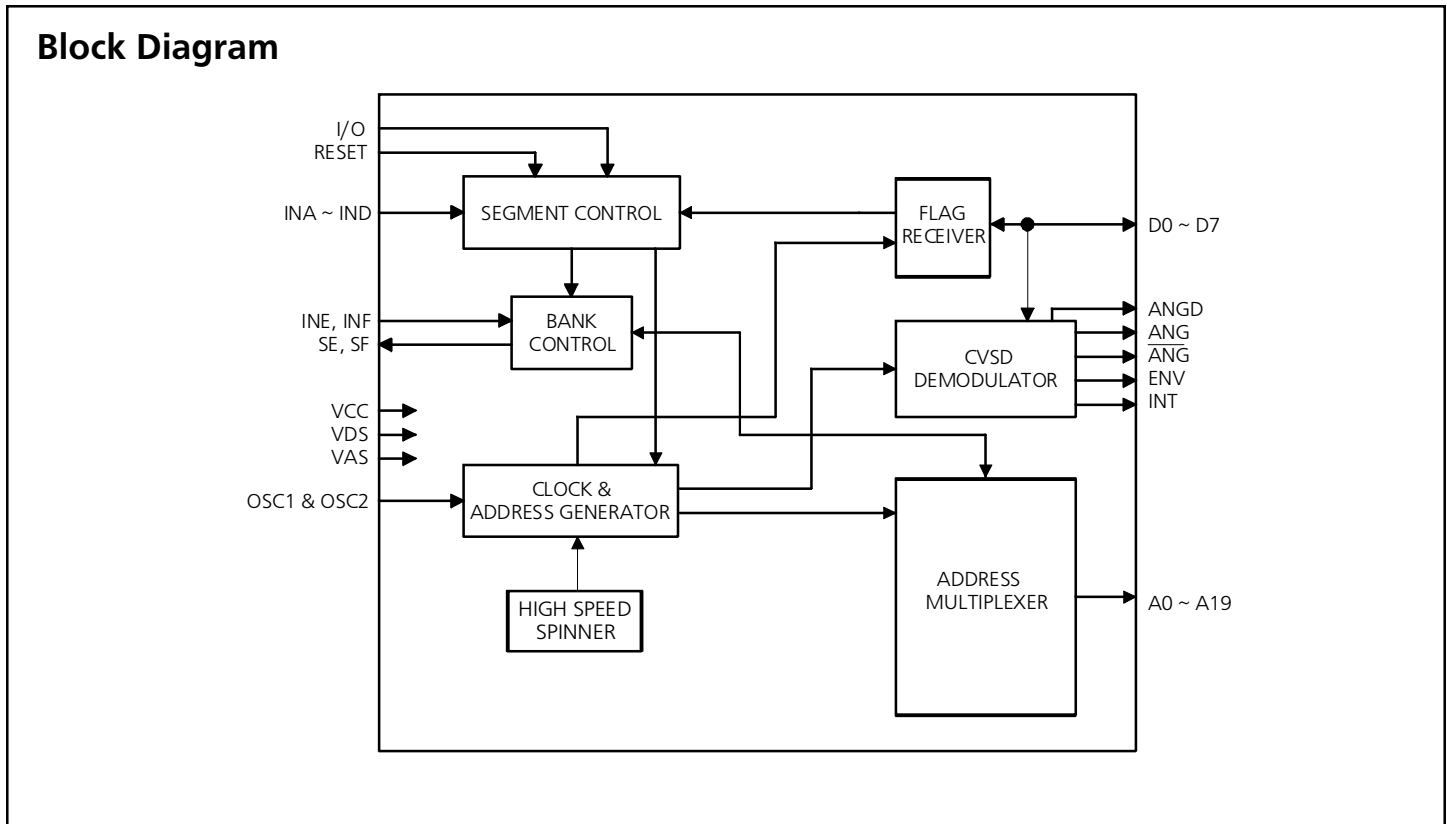 Block Diagram
I/O
RESET
INA ~ IND
SEGMENT CONTROL
FLAG
RECEIVER
D0 ~ D7
INE, INF
SE, SF
BANK
CONTROL
ANGD
ANG
ANG
ENV
INT
CVSD
DEMODULATOR
VCC
VDS
VAS
OSC1 & OSC2
CLOCK &
ADDRESS GENERATOR
HIGH SPEED
SPINNER
ADDRESS
MULTIPLEXER
A0 ~ A19